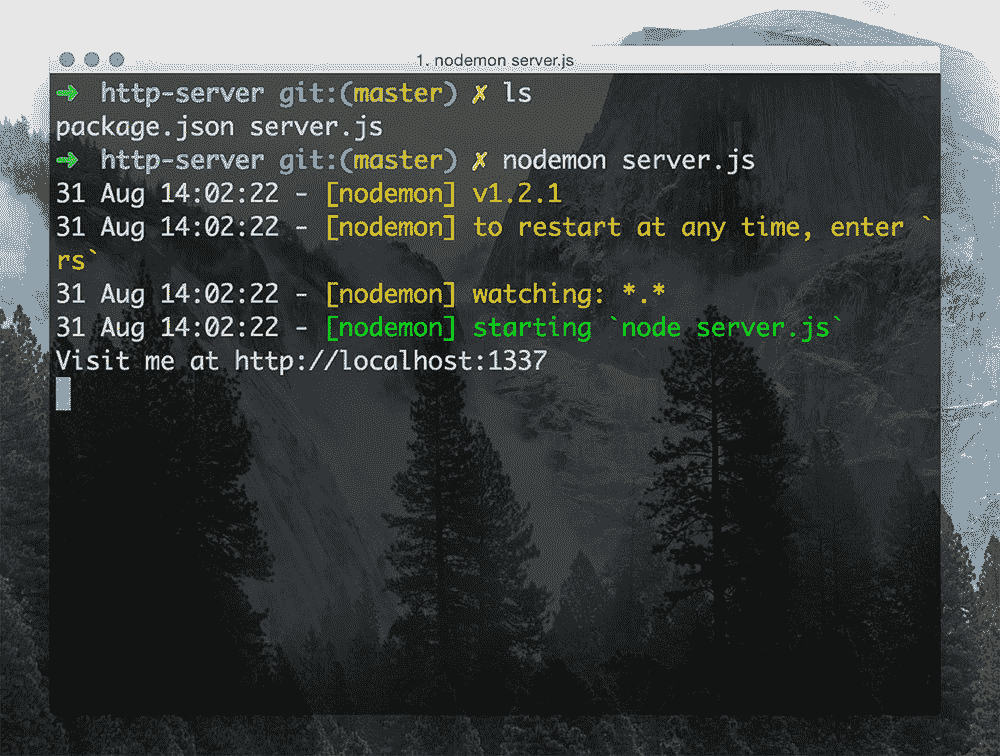 1. nodemon server.js
➜ http-server git:(master) ✗ ls
package.json server.js
➜ http-server git:(master) ✗ nodemon server.js
31 Aug 14:02:22 - [nodemon] v1.2.1
31 Aug 14:02:22 - [nodemon] to restart at any time, enter `
rs`
31 Aug 14:02:22 - [nodemon] watching: *.*
31 Aug 14:02:22 - [nodemon] starting `node server.js`
Visit me at http://localhost:1337